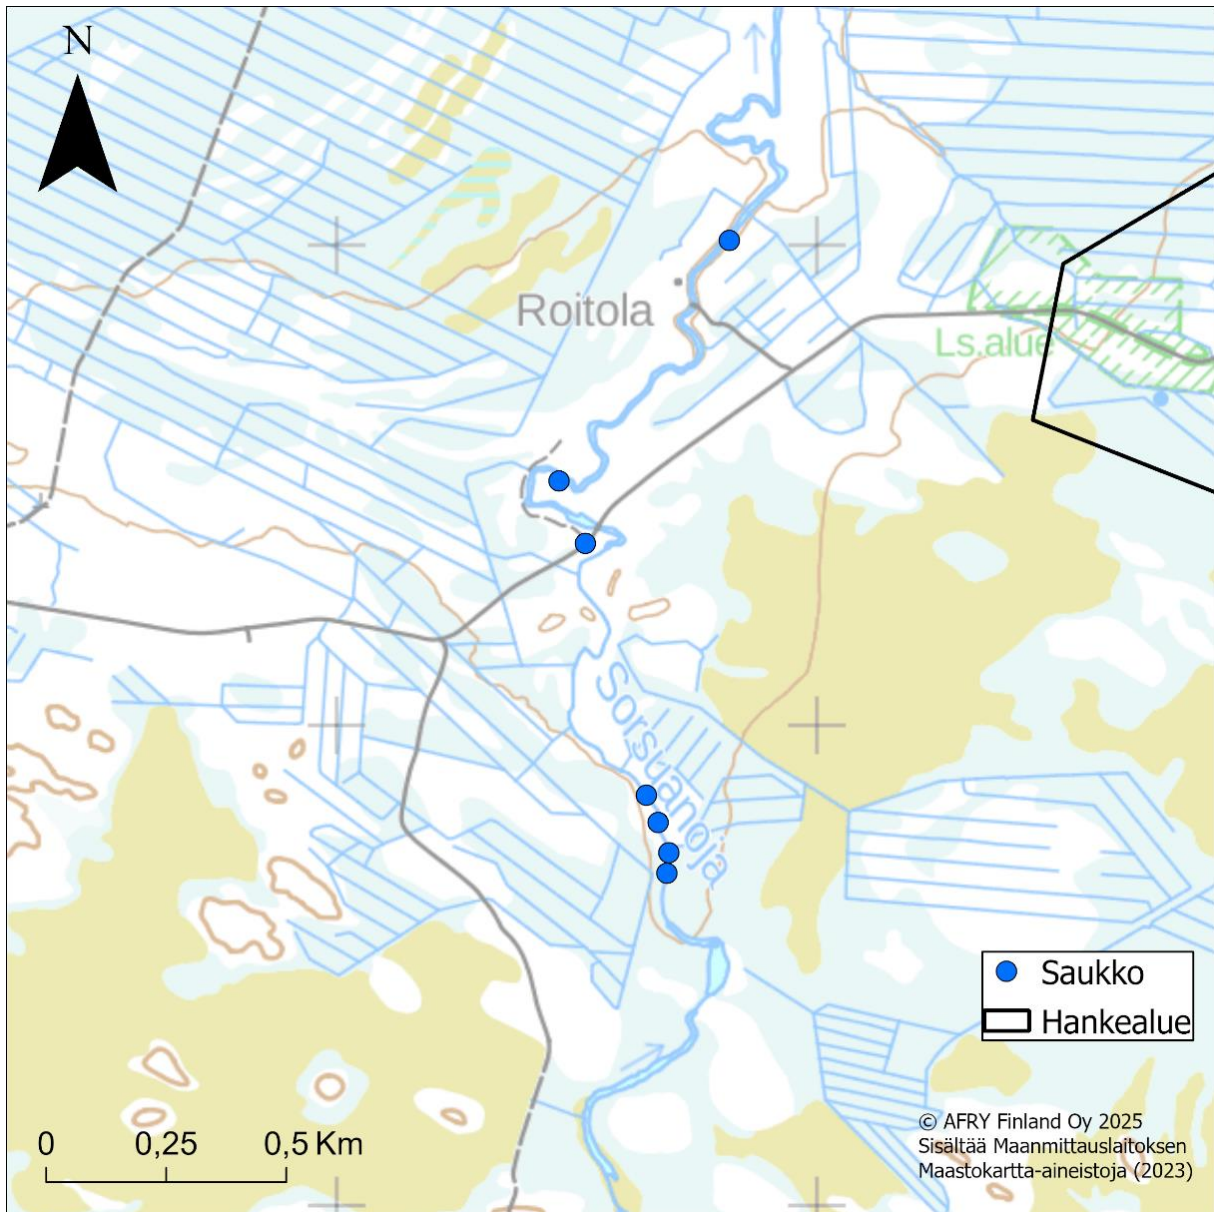 N
Roitola
Ls.alue
Sorsuanoja
Saukko
Hankealue
0 0,25 0,5 Km
© AFRY Finland Oy 2025
Sisältää Maanmittauslaitoksen
Maastokartta-aineistoja (2023)